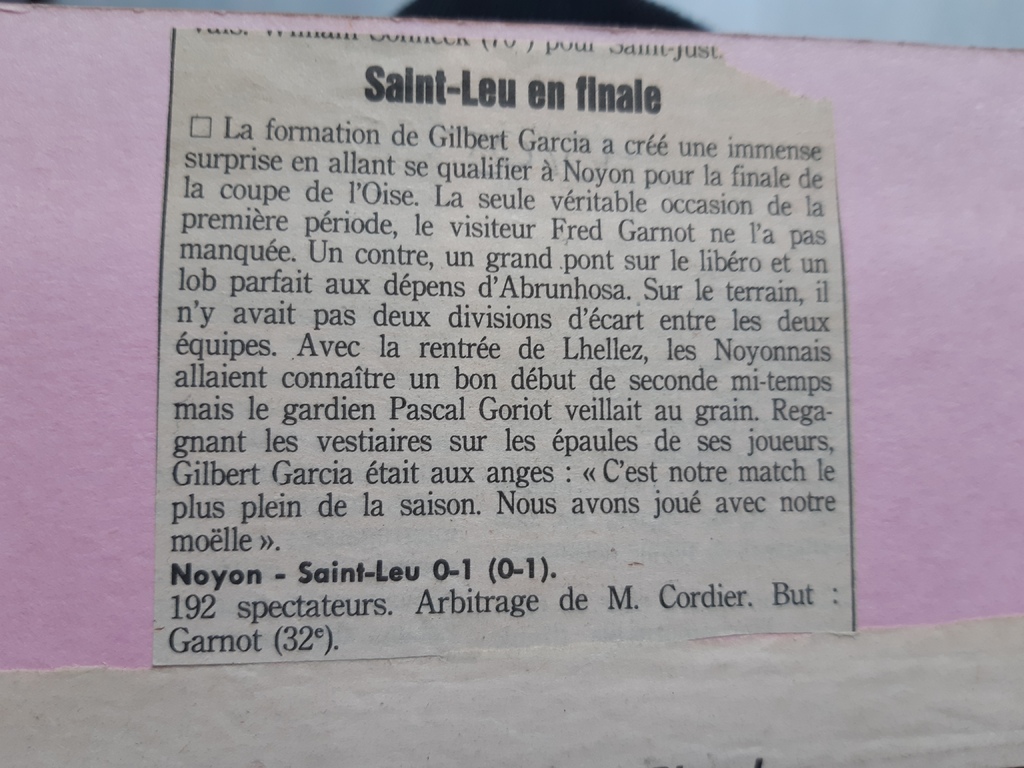 pour Saint-Just.
Saint-Leu en finale
□ La formation de Gilbert Garcia a créé une immense
surprise en allant se qualifier à Noyon pour la finale de
la coupe de l'Oise. La seule véritable occasion de la
première période, le visiteur Fred Garnot ne l'a pas
manquée. Un contre, un grand pont sur le libéro et un
lob parfait aux dépens d'Abrunhosa. Sur le terrain, il
n'y avait pas deux divisions d'écart entre les deux
équipes. Avec la rentrée de Lhellez, les Noyonnais
allaient connaître un bon début de seconde mi-temps
mais le gardien Pascal Goriot veillait au grain. Rega-
gnant les vestiaires sur les épaules de ses joueurs,
Gilbert Garcia était aux anges : « C'est notre match le
plus plein de la saison. Nous avons joué avec notre
moëlle ».
Noyon - Saint-Leu 0-1 (0-1).
192 spectateurs. Arbitrage de M. Cordier. But :
Garnot (32e).